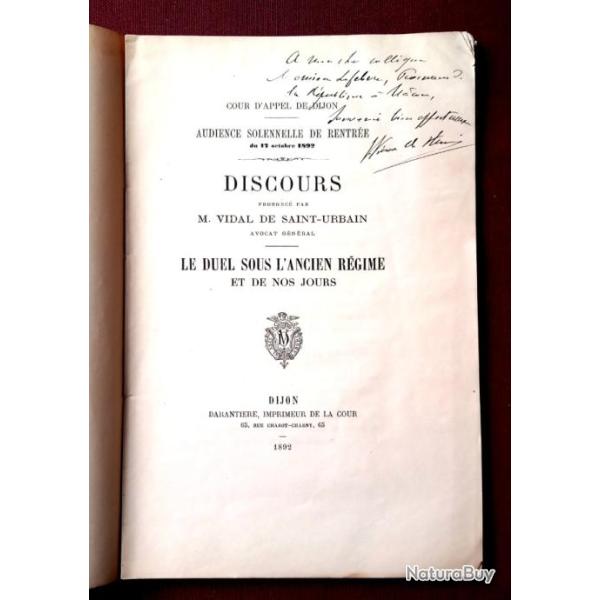 A mon cher collègue
Monsieur Lefebvre, Procureur de
la République à Mâcon,
Souvenir bien affectueux
COUR D'APPEL DE DIJON
AUDIENCE SOLENNELLE DE RENTRÉE
du 17 octobre 1892
DISCOURS
PRONONCÉ PAR
M. VIDAL DE SAINT-URBAIN
AVOCAT GÉNÉRAL
LE DUEL SOUS L'ANCIEN RÉGIME
ET DE NOS JOURS
DIJON
DARANTIERE, IMPRIMEUR DE LA COUR
65, RUE CHABOT-CHARNY, 65
1892
NaturaBuy